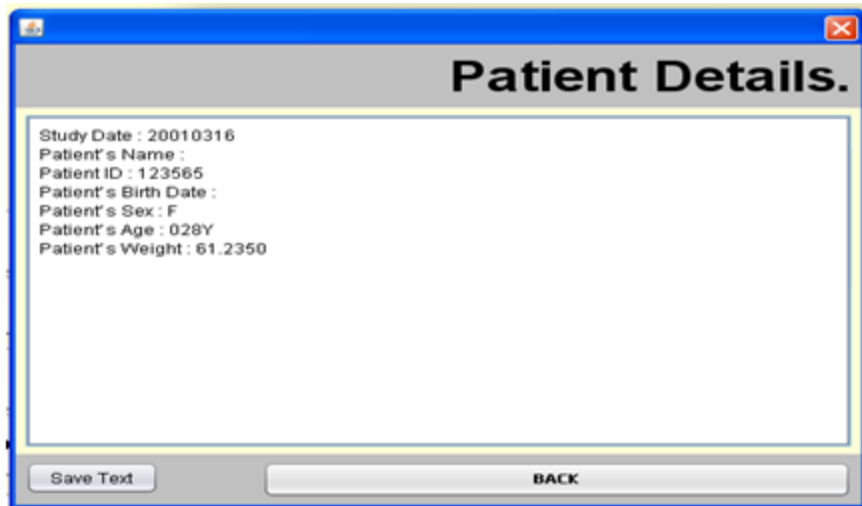 Patient Details.
Study Date : 20010316
Patient's Name :
Patient ID : 123565
Patient's Birth Date :
Patient's Sex : F
Patient's Age : 028Y
Patient's Weight : 61.2350
Save Text
BACK